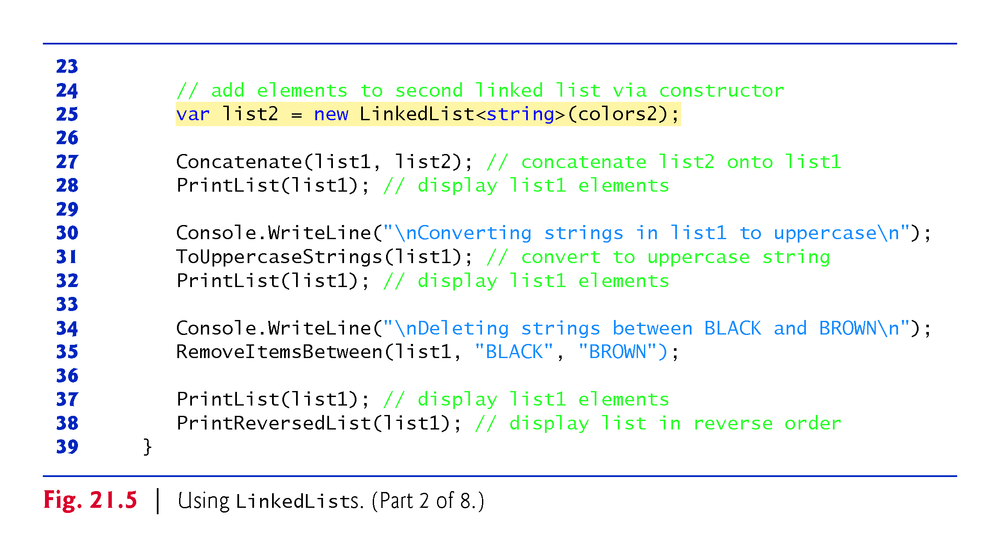 23
24 // add elements to second linked list via constructor
25 var list2 = new LinkedList<string>(colors2);
26
27 Concatenate(list1, list2); // concatenate list2 onto list1
28 PrintList(list1); // display list1 elements
29
30 Console.WriteLine("\nConverting strings in list1 to uppercase\n");
31 ToUppercaseStrings(list1); // convert to uppercase string
32 PrintList(list1); // display list1 elements
33
34 Console.WriteLine("\nDeleting strings between BLACK and BROWN\n");
35 RemoveItemsBetween(list1, "BLACK", "BROWN");
36
37 PrintList(list1); // display list1 elements
38 PrintReversedList(list1); // display list in reverse order
39 }
Fig. 21.5 | Using LinkedLists. (Part 2 of 8.)